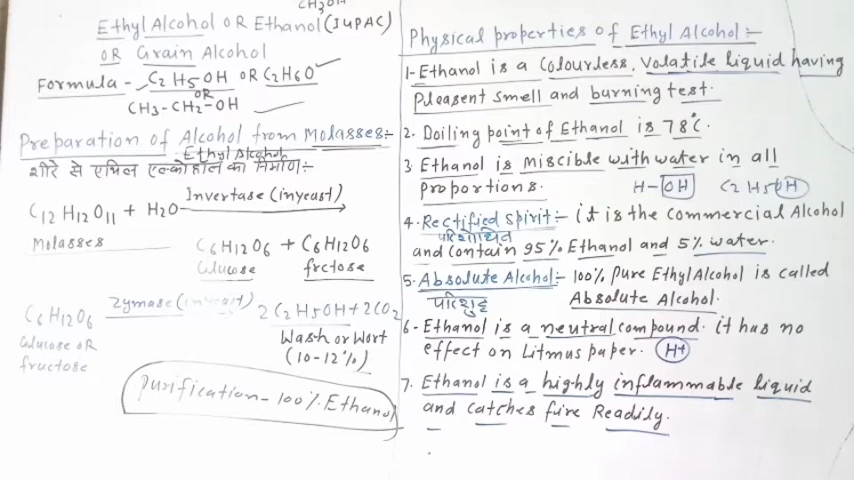 CH3OH
Ethyl Alcohol OR Ethanol (IUPAC)
OR Grain Alcohol
Formula - C2H5OH OR C2H6O
OR
CH3-CH2-OH
Preparation of Alcohol from Molasses:-
Ethyl Alcohol
शीरे से एथिल एल्कोहॉल का निर्माण:-
C12H12O11 + H2O Invertase (inyeast)
Molasses
C6H12O6 + C6H12O6
Glucose frctose
C6H12O6 Zymase (inyeast) 2C2H5OH + 2CO2
Glucose OR
fructose
Wash or Wort
(10-12%)
Purification - 100% Ethanol
Physical properties of Ethyl Alcohol:-
1- Ethanol is a Colourless, Volatile liquid having
Pleasent smell and burning test.
2. Boiling point of Ethanol is 78°C.
3. Ethanol is miscible with water in all
proportions. H-OH C2H5OH
4- Rectified spirit:- it is the commercial Alcohol
परिशोधित
and contain 95% Ethanol and 5% water.
5. Absolute Alcohol:- 100% pure Ethyl Alcohol is called
परिशुद्ध Absolute Alcohol.
6- Ethanol is a neutral compound. it has no
effect on Litmus paper. H+
7. Ethanol is a highly inflammable liquid
and catches fire Readily.